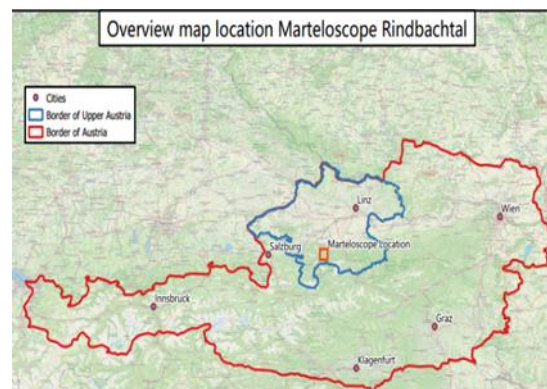 Overview map location Marteloscope Rindbachtal
Cities
Border of Upper Austria
Border of Austria
Linz
Wien
Marteloscope Location
Salzburg
Innsbruck
Graz
Klagenfurt